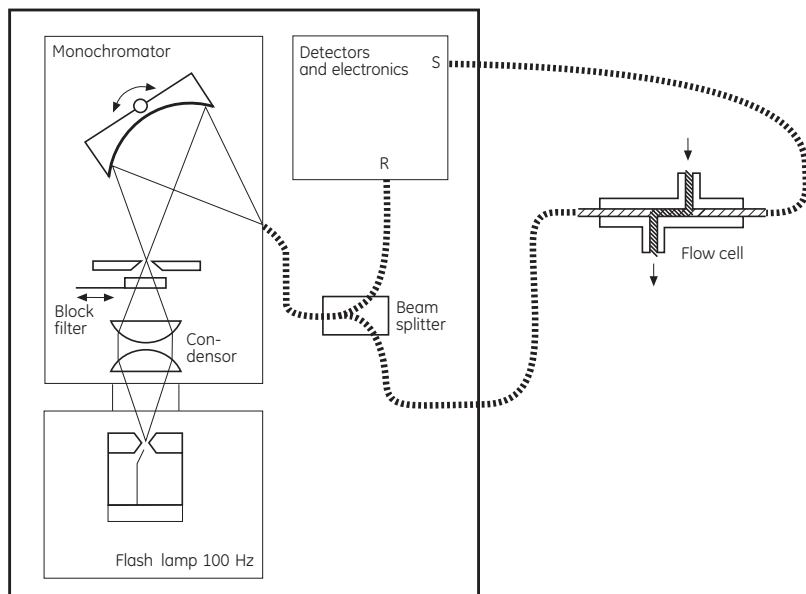 Monochromator
Detectors
and electronics
S
R
Flow cell
Beam
splitter
Block
filter
Con-
densor
Flash lamp 100 Hz